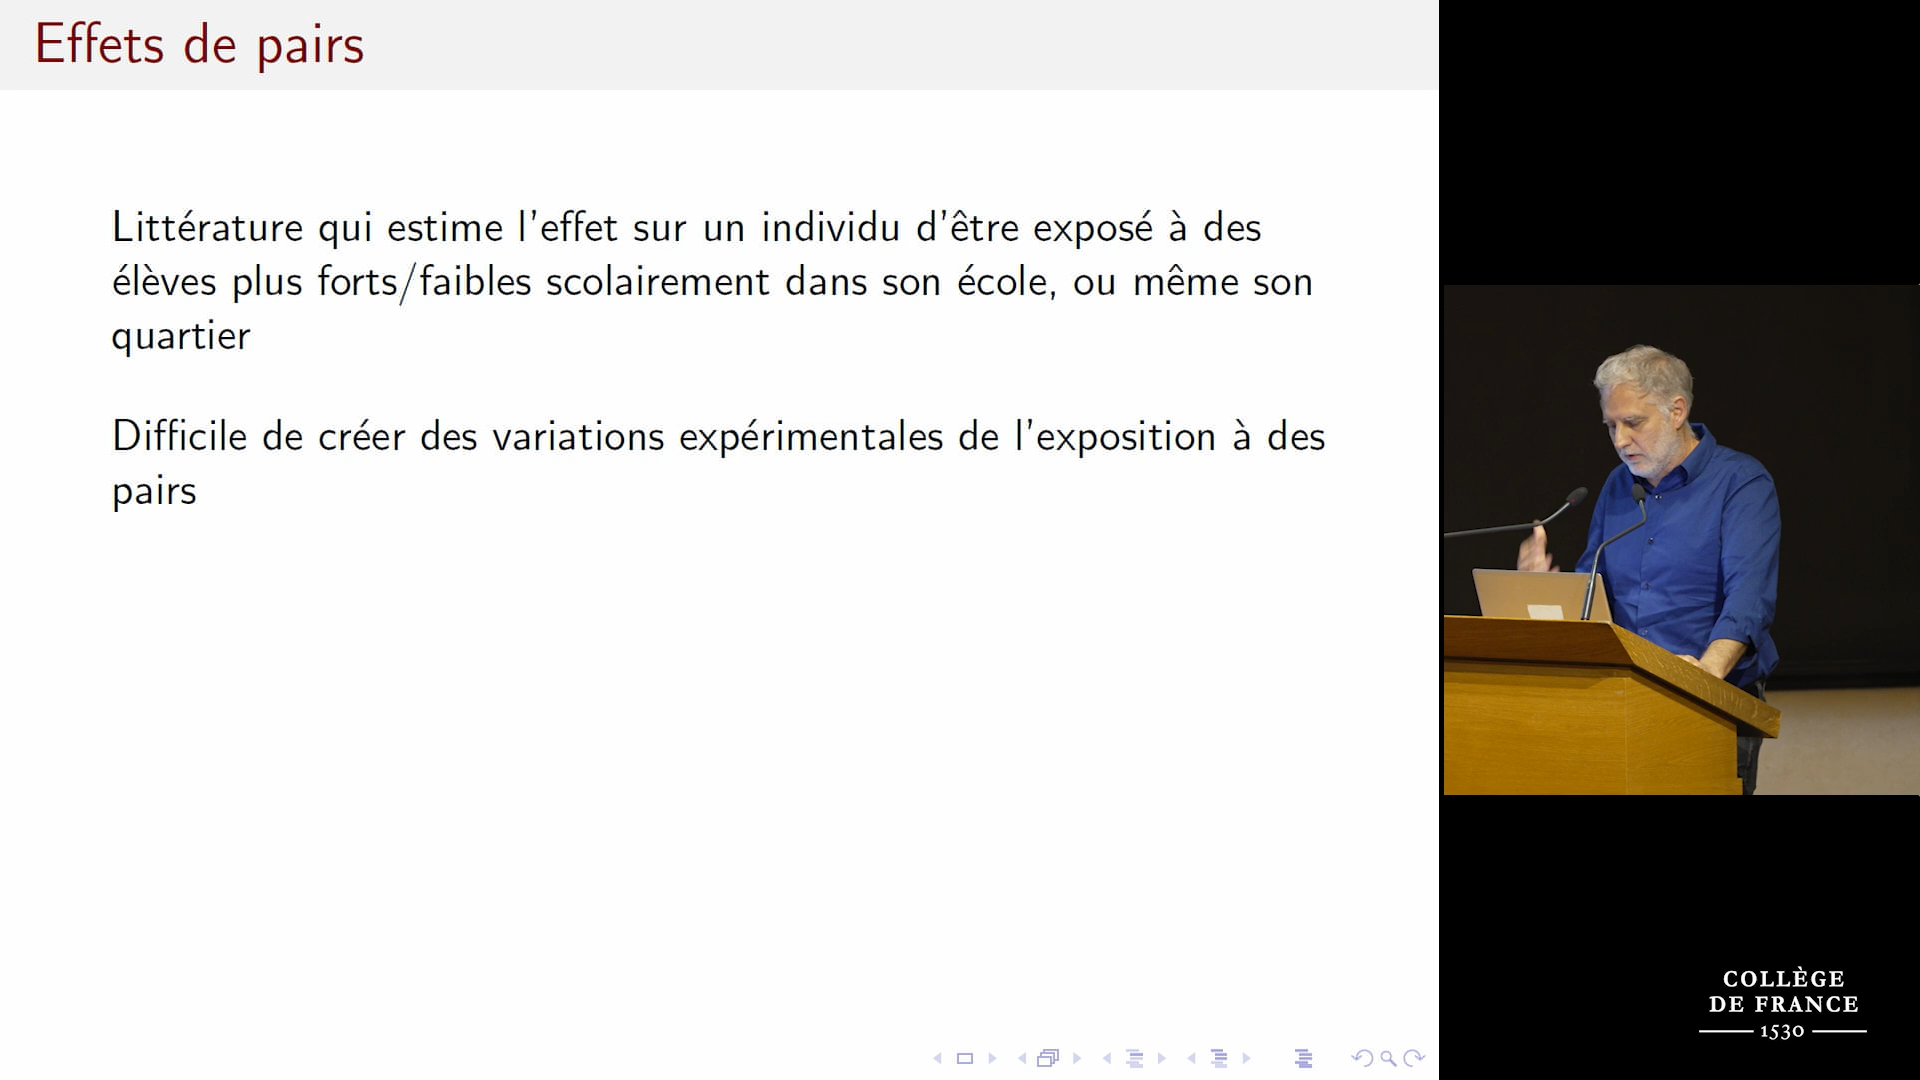 Effets de pairs
Littérature qui estime l'effet sur un individu d'être exposé à des
élèves plus forts/faibles scolairement dans son école, ou même son
quartier
Difficile de créer des variations expérimentales de l'exposition à des
pairs
COLLÈGE
DE FRANCE
1530